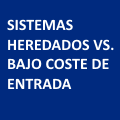 SISTEMAS
HEREDADOS VS.
BAJO COSTE DE
ENTRADA